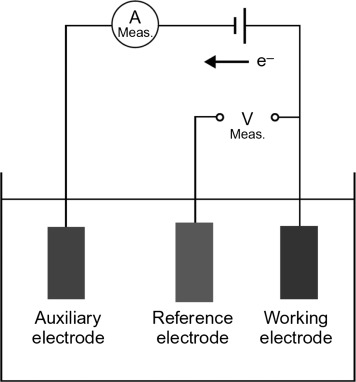 A
Meas.
e–
V
Meas.
Auxiliary
electrode
Reference
electrode
Working
electrode